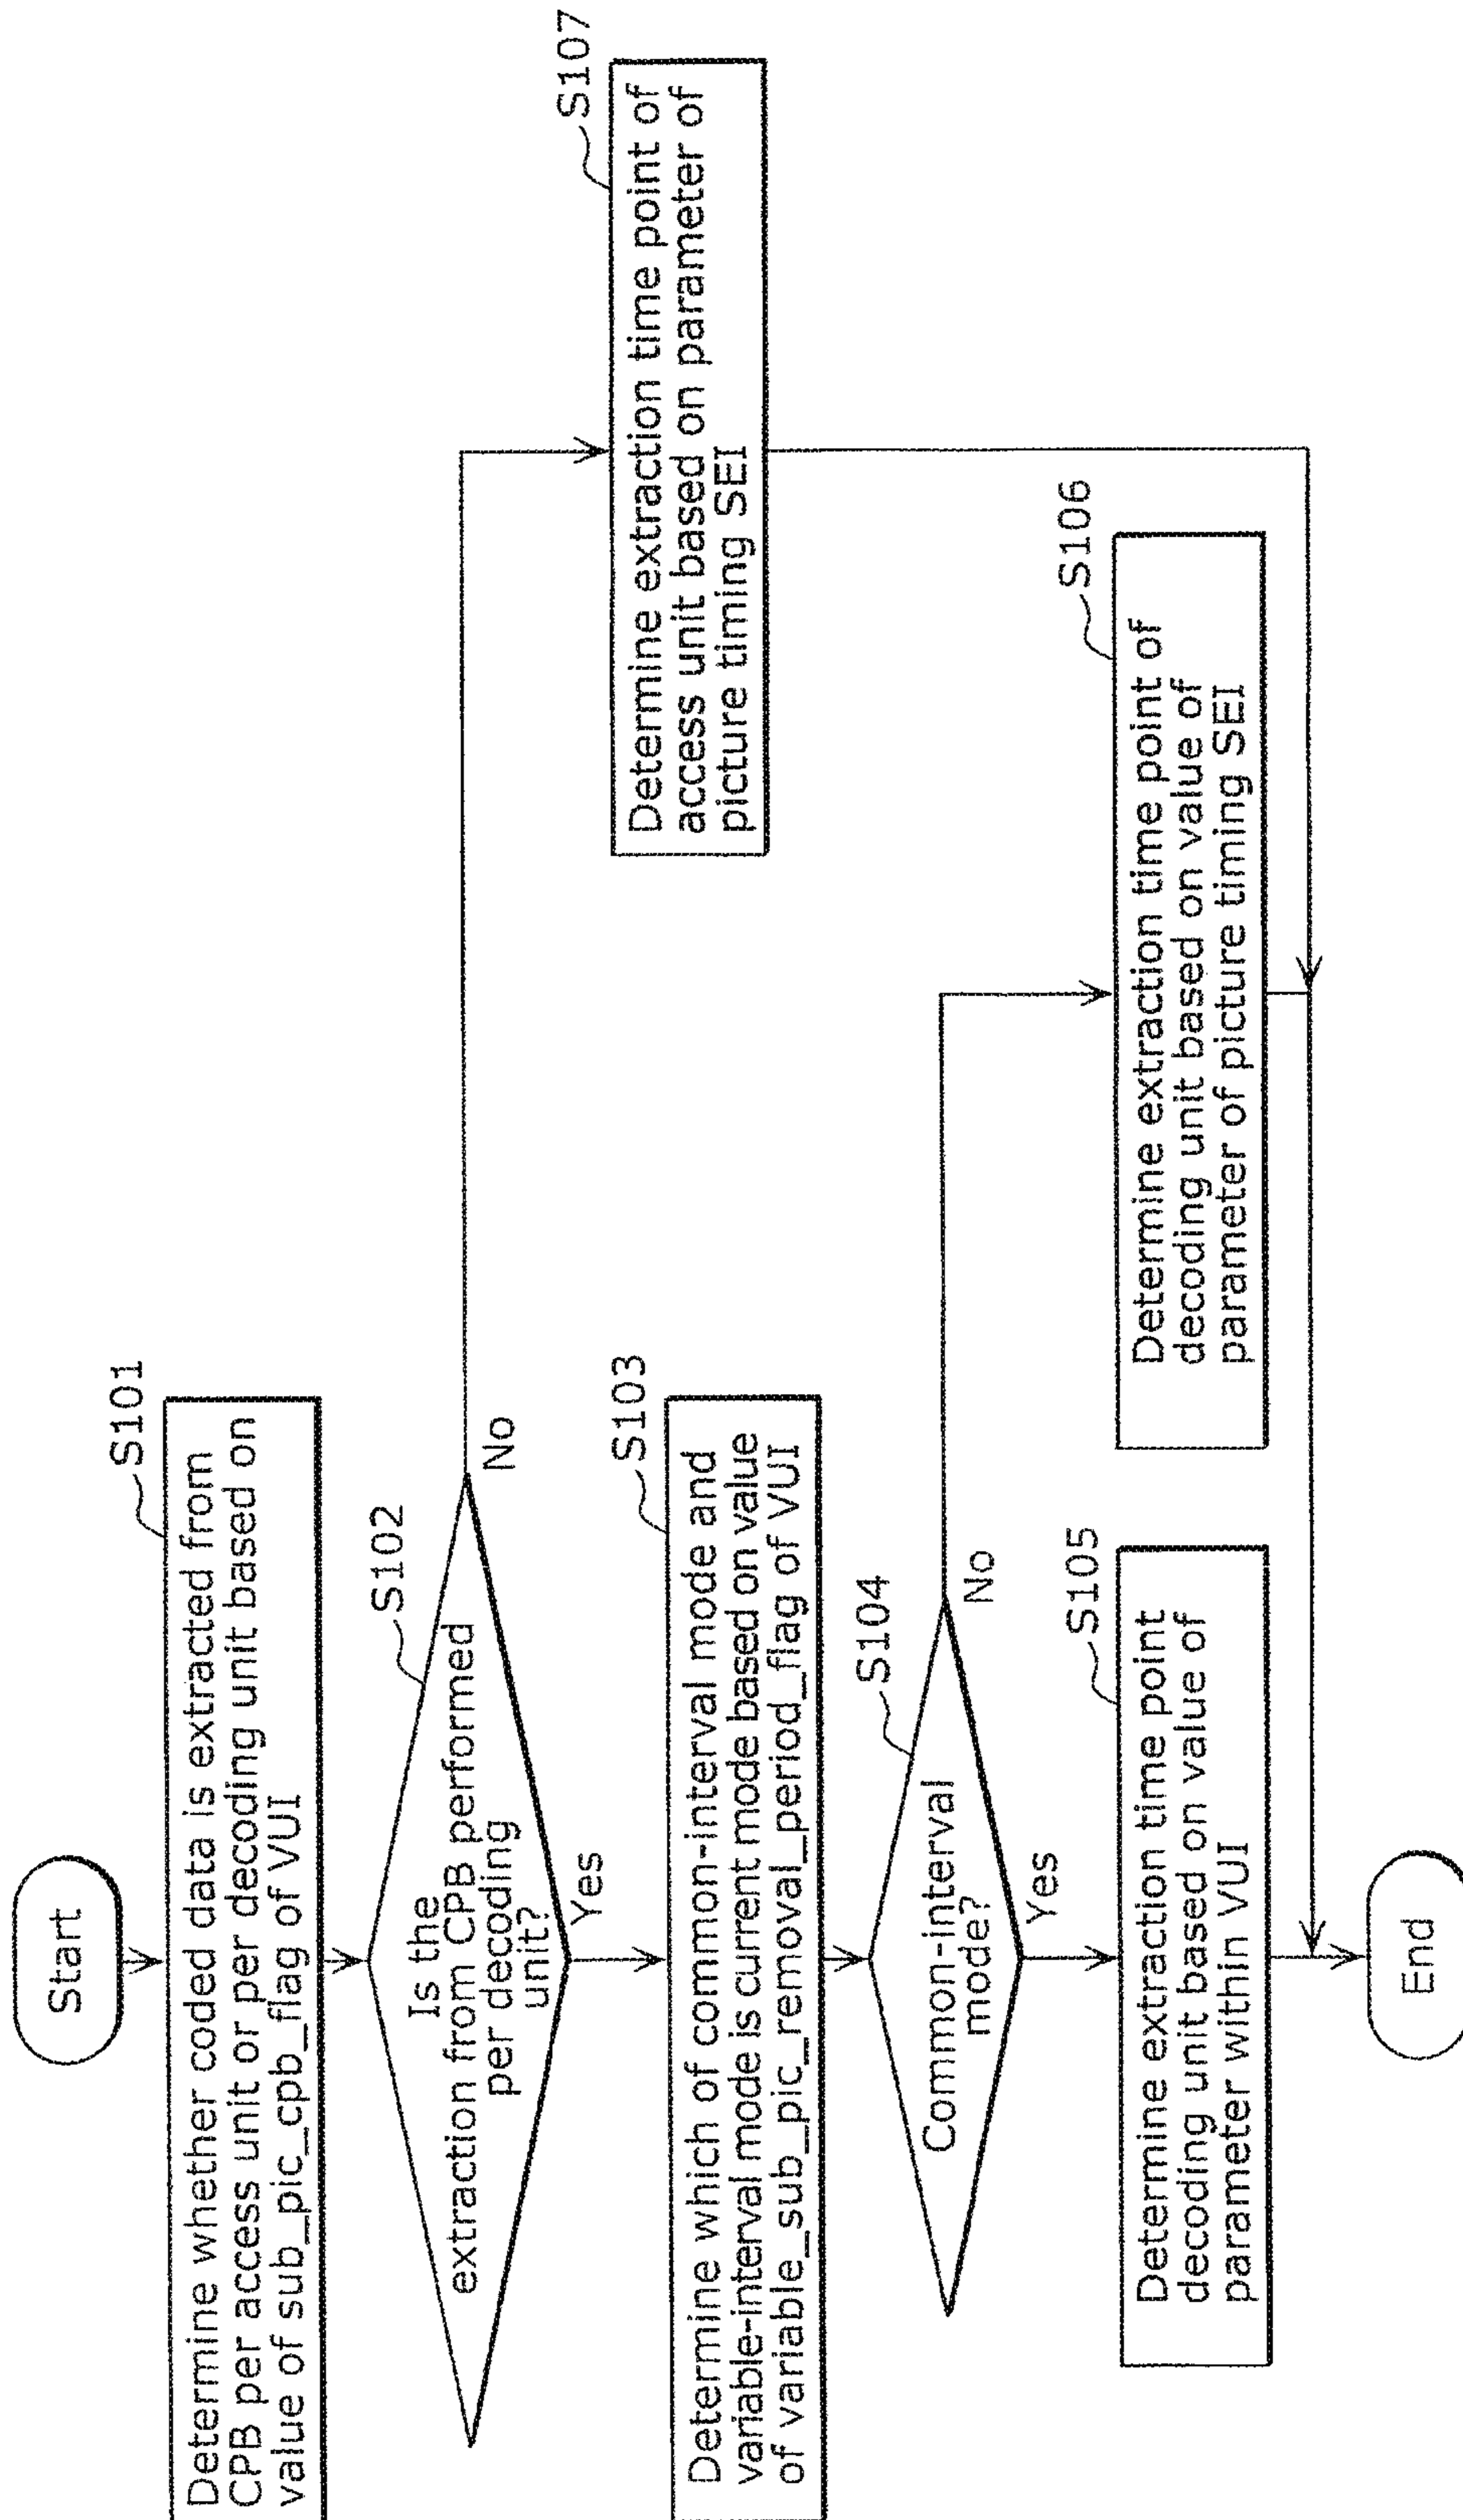 Start
S101
Determine whether coded data is extracted from
CPB per access unit or per decoding unit based on
value of sub_pic_cpb_flag of VUI
S102
Is the
extraction from CPB performed
per decoding
unit?
No
Yes
S103
Determine which of common-interval mode and
variable-interval mode is current mode based on value
of variable_sub_pic_removal_period_flag of VUI
S104
Common-interval
mode?
No
Yes
S105
Determine extraction time point
decoding unit based on value of
parameter within VUI
S106
Determine extraction time point of
decoding unit based on value of
parameter of picture timing SEI
S107
Determine extraction time point of
access unit based on parameter of
picture timing SEI
End